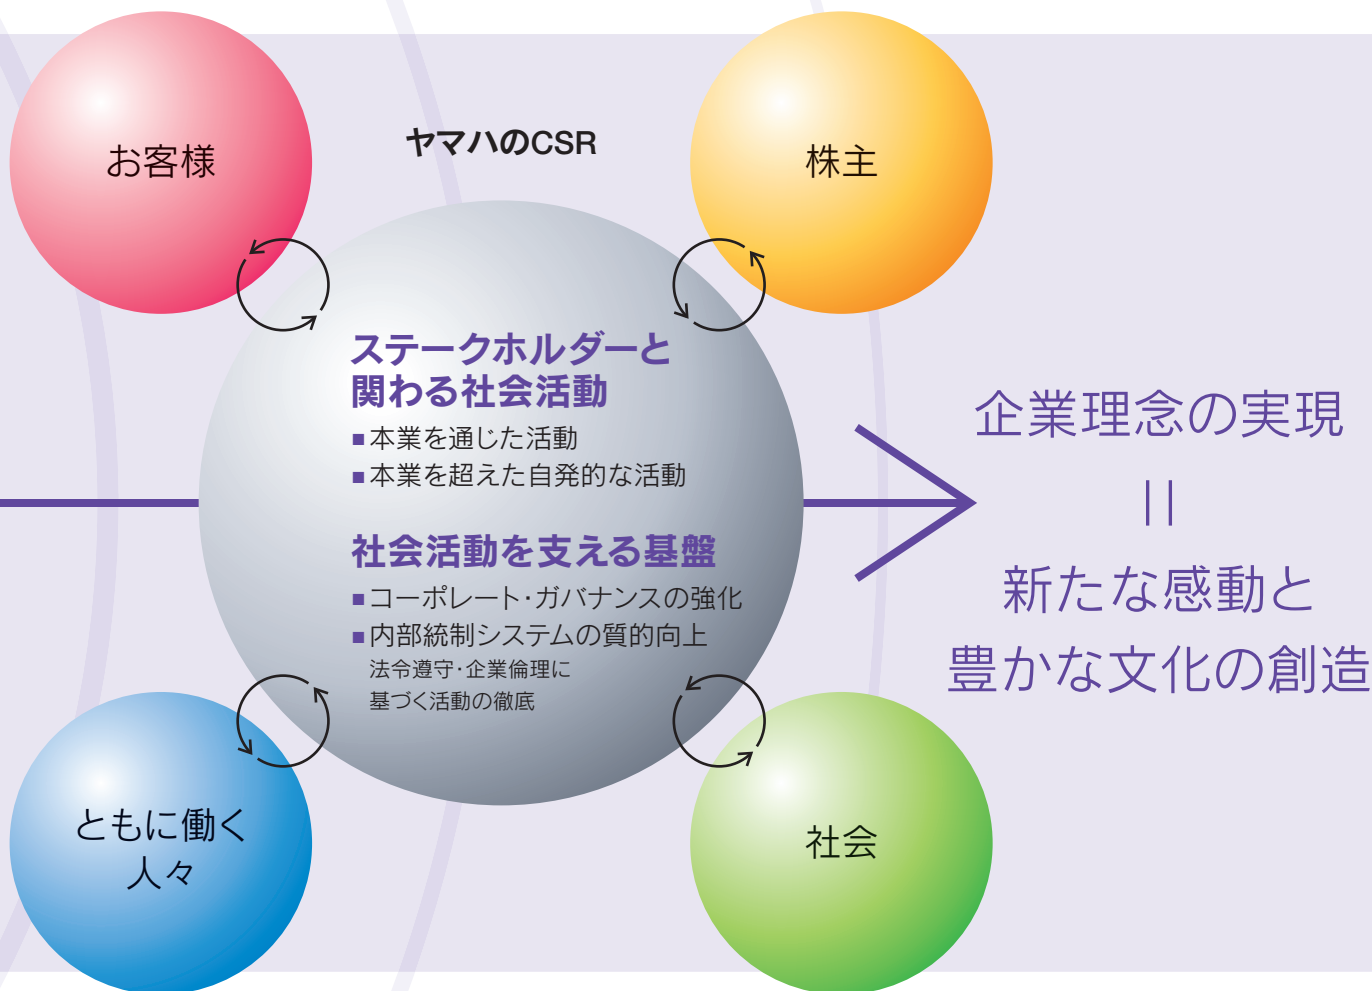 お客様
ヤマハのCSR
株主
ステークホルダーと
関わる社会活動
■本業を通じた活動
■本業を超えた自発的な活動
社会活動を支える基盤
■コーポレート・ガバナンスの強化
■内部統制システムの質的向上
法令遵守・企業倫理に
基づく活動の徹底
ともに働く
人々
社会
企業理念の実現
||
新たな感動と
豊かな文化の創造